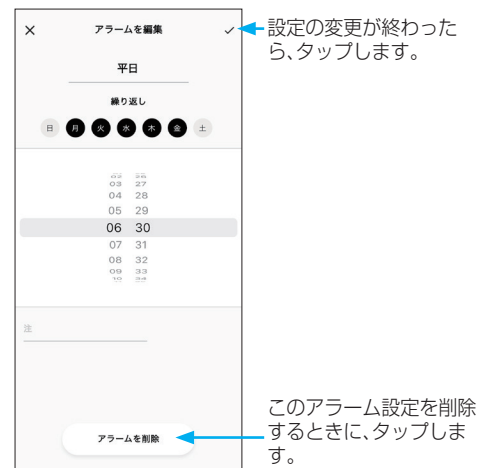 × アラームを編集 ✓
設定の変更が終わった
ら、タップします。
平日
繰り返し
日 月 火 水 木 金 土
02 26
03 27
04 28
05 29
06 30
07 31
08 32
09 33
10 34
注
アラームを削除
このアラーム設定を削除
するときに、タップしま
す。